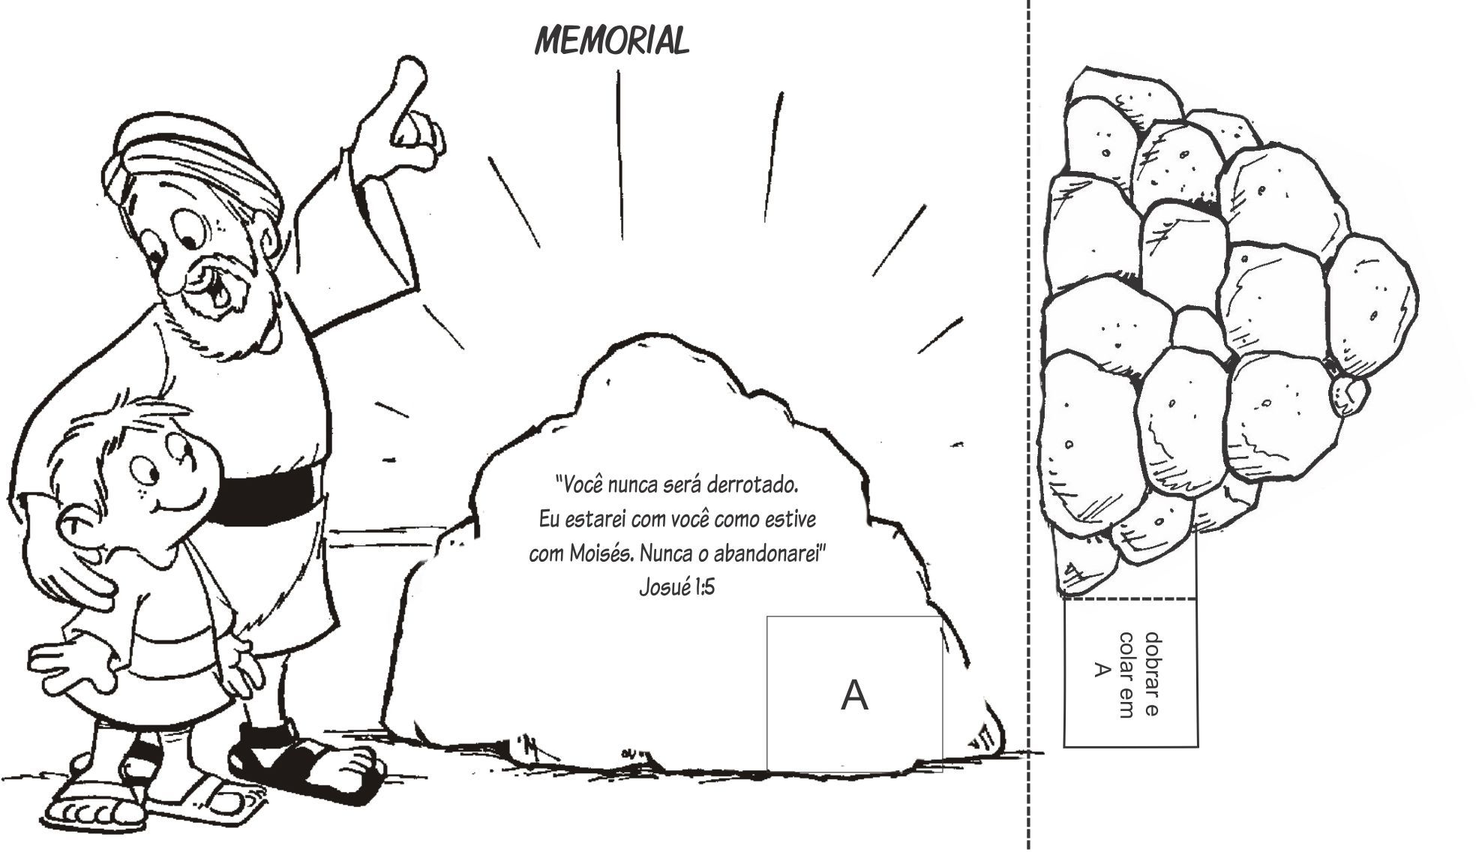 MEMORIAL
"Você nunca será derrotado.
Eu estarei com você como estive
com Moisés. Nunca o abandonarei"
Josué 1:5
A
dobrar e
colar em
A